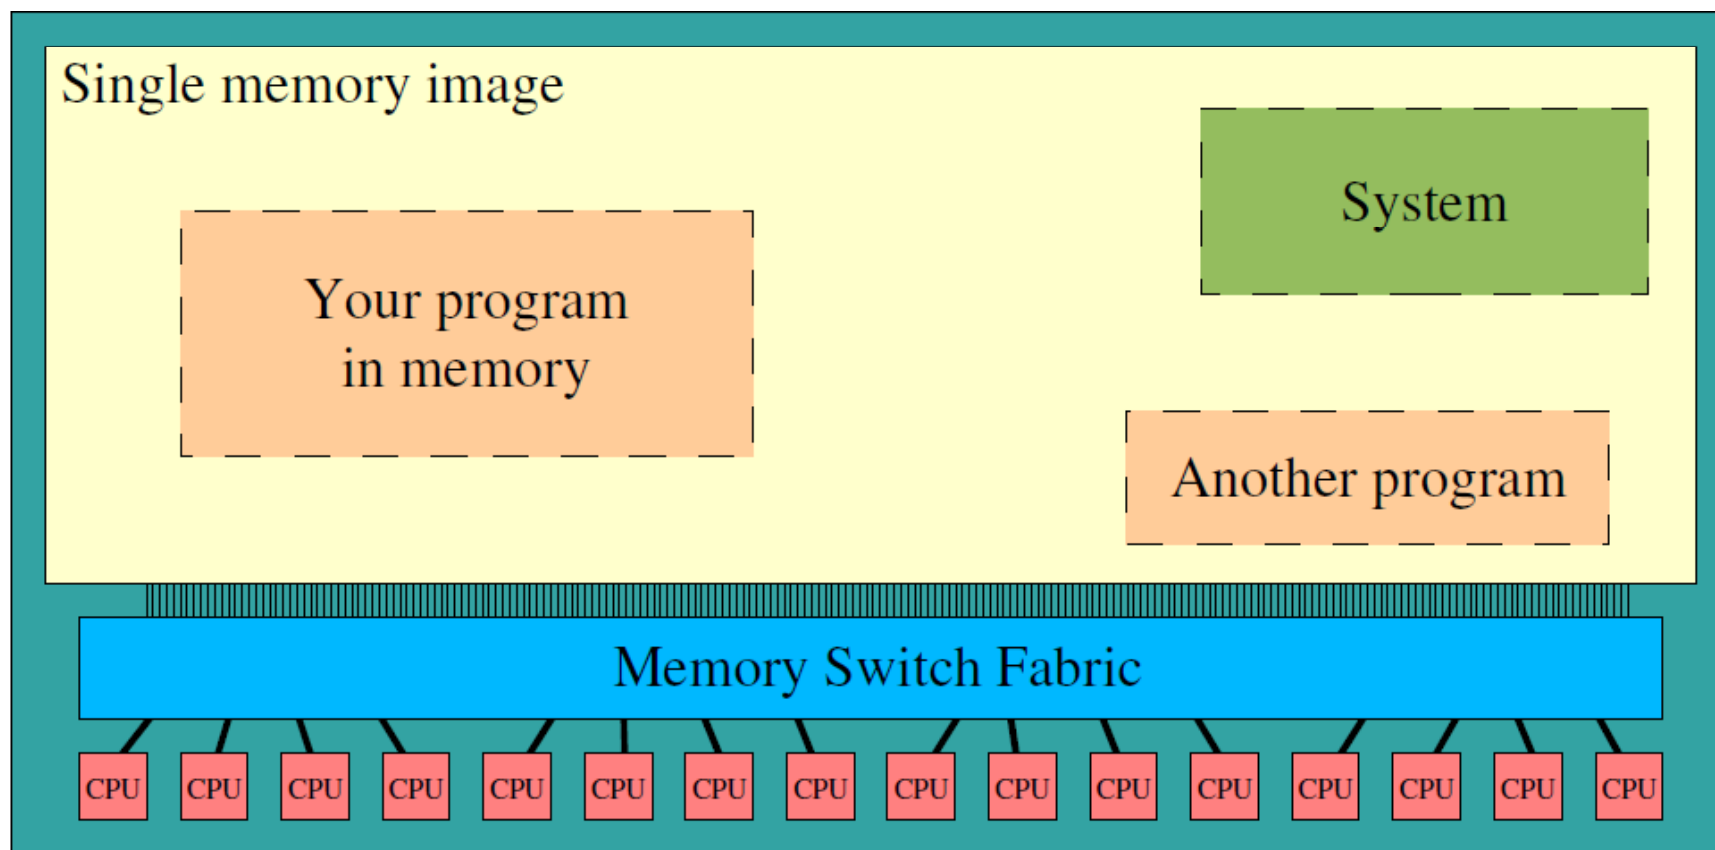 Single memory image
System
Your program
in memory
Another program
Memory Switch Fabric
CPU CPU CPU CPU CPU CPU CPU CPU CPU CPU CPU CPU CPU CPU CPU CPU